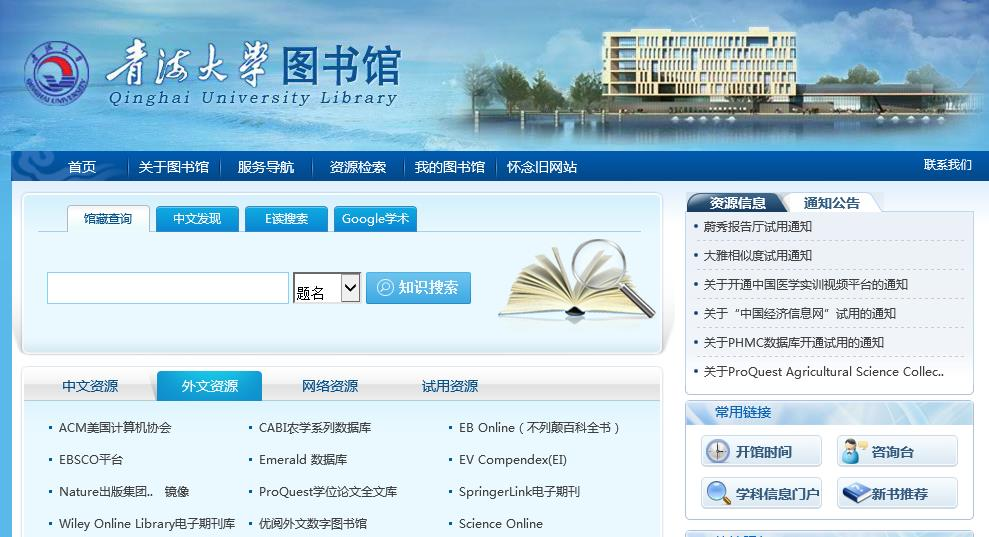 青海大学 图书馆
Qinghai University Library
首页 关于图书馆 服务导航 资源检索 我的图书馆 怀念旧网站 联系我们
馆藏查询 中文发现 E读搜索 Google学术
题名 知识搜索
中文资源 外文资源 网络资源 试用资源
ACM美国计算机协会 CABI农学系列数据库 EB Online（不列颠百科全书）
EBSCO平台 Emerald 数据库 EV Compendex(EI)
Nature出版集团.. 镜像 ProQuest学位论文全文库 SpringerLink电子期刊
Wiley Online Library电子期刊库 优阅外文数字图书馆 Science Online
资源信息 通知公告
蔚秀报告厅试用通知
大雅相似度试用通知
关于开通中国医学实训视频平台的通知
关于“中国经济信息网”试用的通知
关于PHMC数据库开通试用的通知
关于ProQuest Agricultural Science Collec..
常用链接
开馆时间 咨询台
学科信息门户 新书推荐